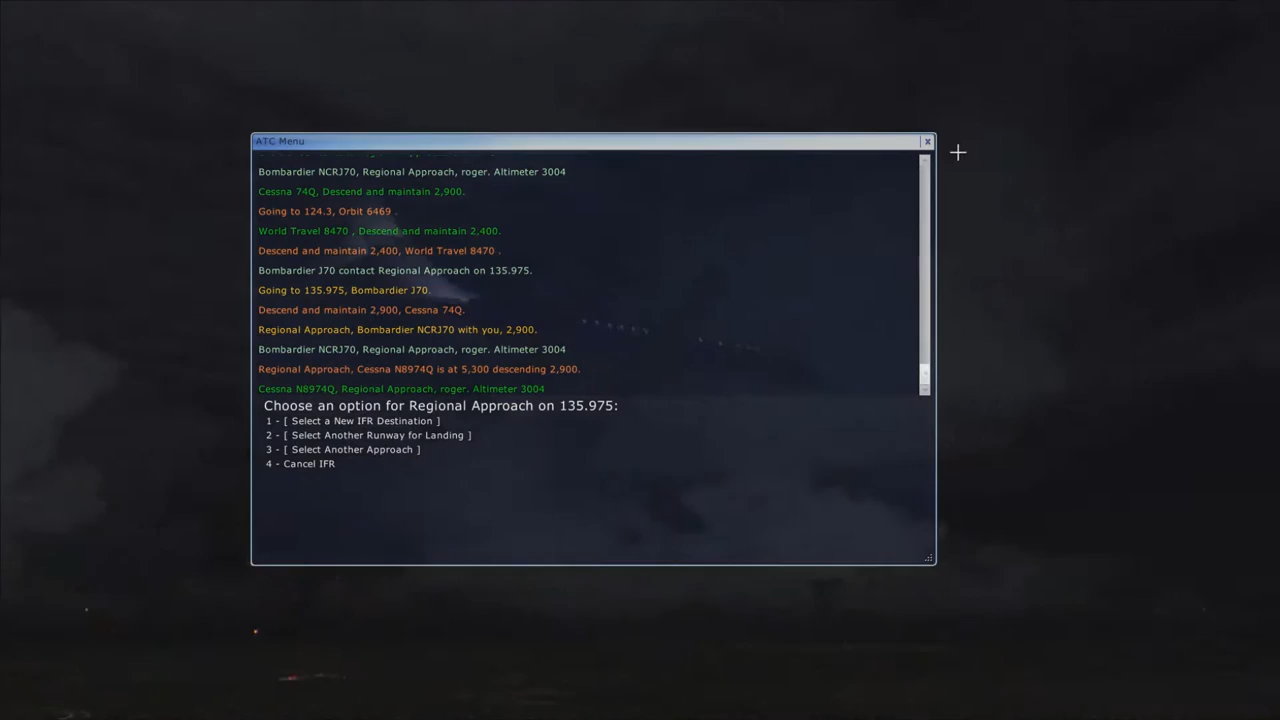 ATC Menu
Bombardier NCRJ70, Regional Approach, roger. Altimeter 3004
Cessna 74Q, Descend and maintain 2,900.
Going to 124.3, Orbit 6469 .
World Travel 8470 , Descend and maintain 2,400.
Descend and maintain 2,400, World Travel 8470 .
Bombardier J70 contact Regional Approach on 135.975.
Going to 135.975, Bombardier J70.
Descend and maintain 2,900, Cessna 74Q.
Regional Approach, Bombardier NCRJ70 with you, 2,900.
Bombardier NCRJ70, Regional Approach, roger. Altimeter 3004
Regional Approach, Cessna N8974Q is at 5,300 descending 2,900.
Cessna N8974Q, Regional Approach, roger. Altimeter 3004
Choose an option for Regional Approach on 135.975:
1 - [ Select a New IFR Destination ]
2 - [ Select Another Runway for Landing ]
3 - [ Select Another Approach ]
4 - Cancel IFR